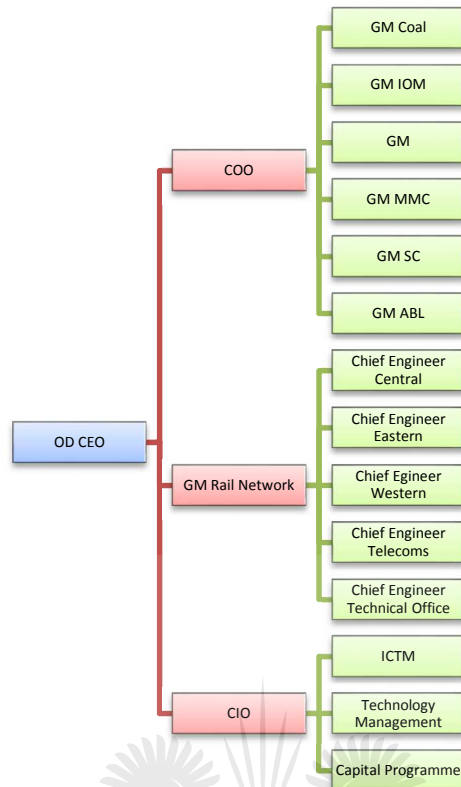 GM Coal
GM IOM
GM
COO
GM MMC
GM SC
GM ABL
Chief Engineer
Central
Chief Engineer
Eastern
OD CEO
GM Rail Network
Chief Egineer
Western
Chief Engineer
Telecoms
Chief Engineer
Technical Office
ICTM
CIO
Technology
Management
Capital Programme